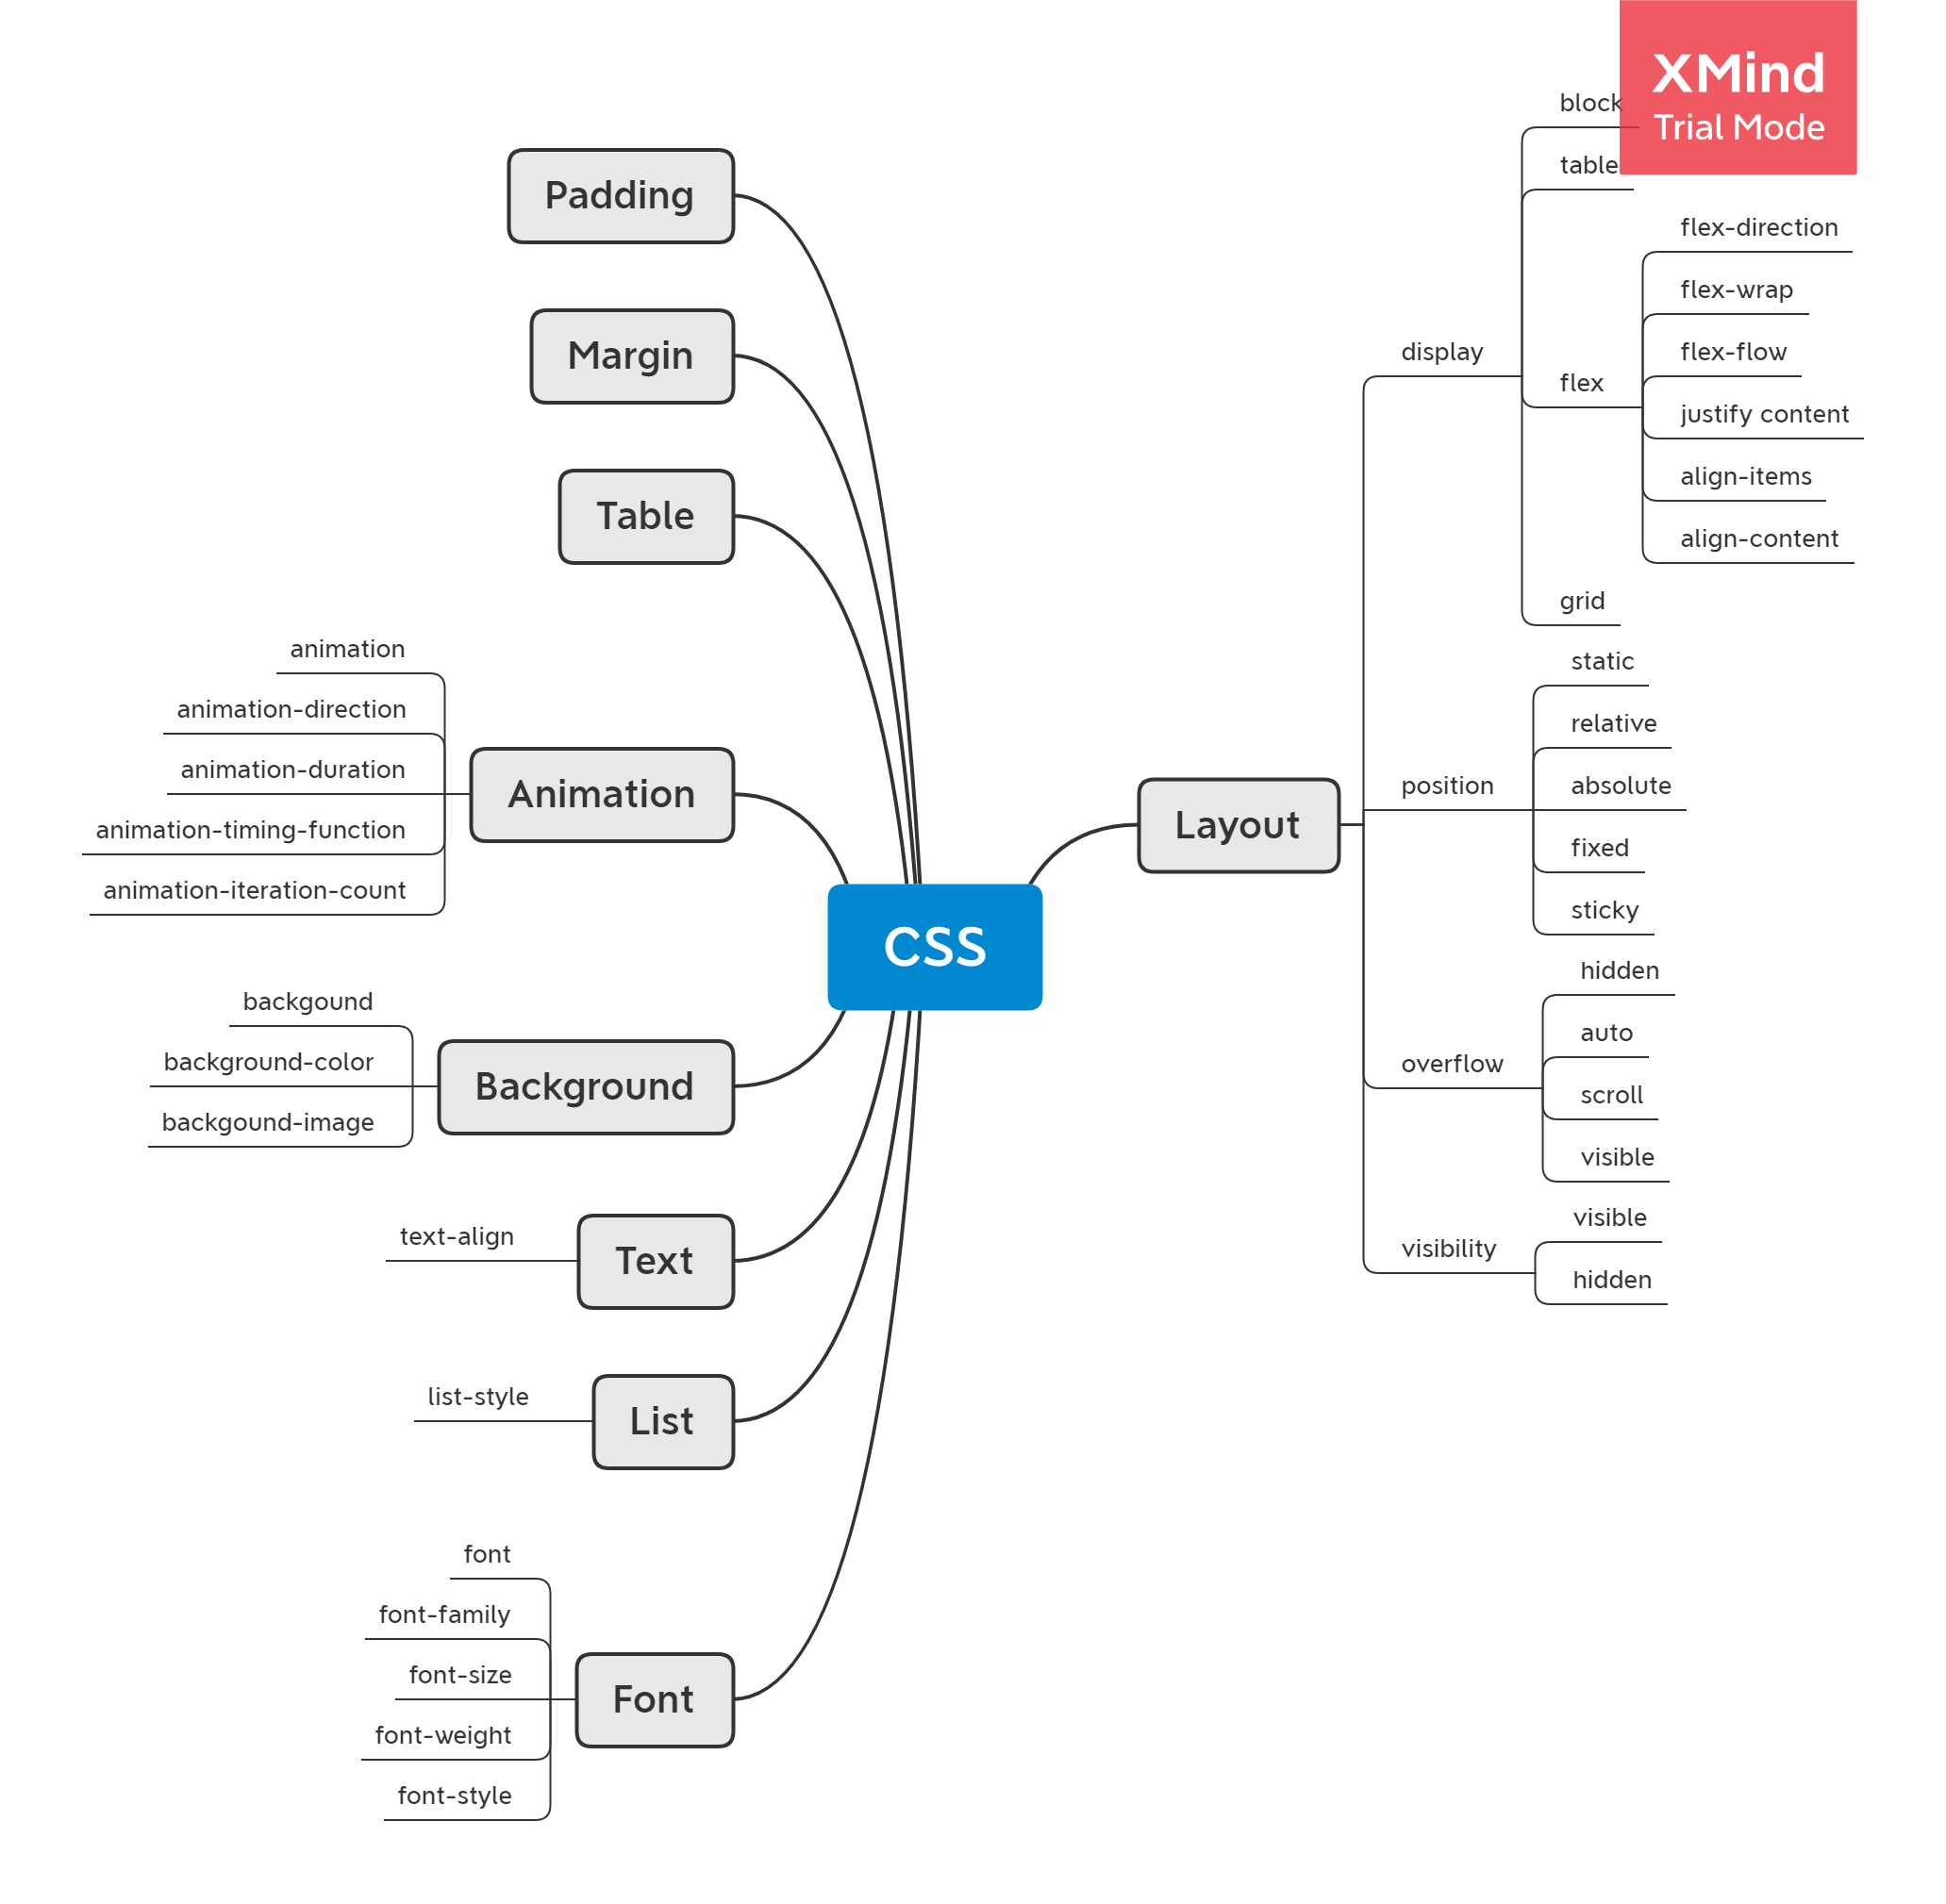 XMind
Trial Mode
CSS
Layout
display
block
table
flex
flex-direction
flex-wrap
flex-flow
justify content
align-items
align-content
grid
position
static
relative
absolute
fixed
sticky
overflow
hidden
auto
scroll
visible
visibility
visible
hidden
Padding
Margin
Table
Animation
animation
animation-direction
animation-duration
animation-timing-function
animation-iteration-count
Background
backgound
background-color
backgound-image
Text
text-align
List
list-style
Font
font
font-family
font-size
font-weight
font-style